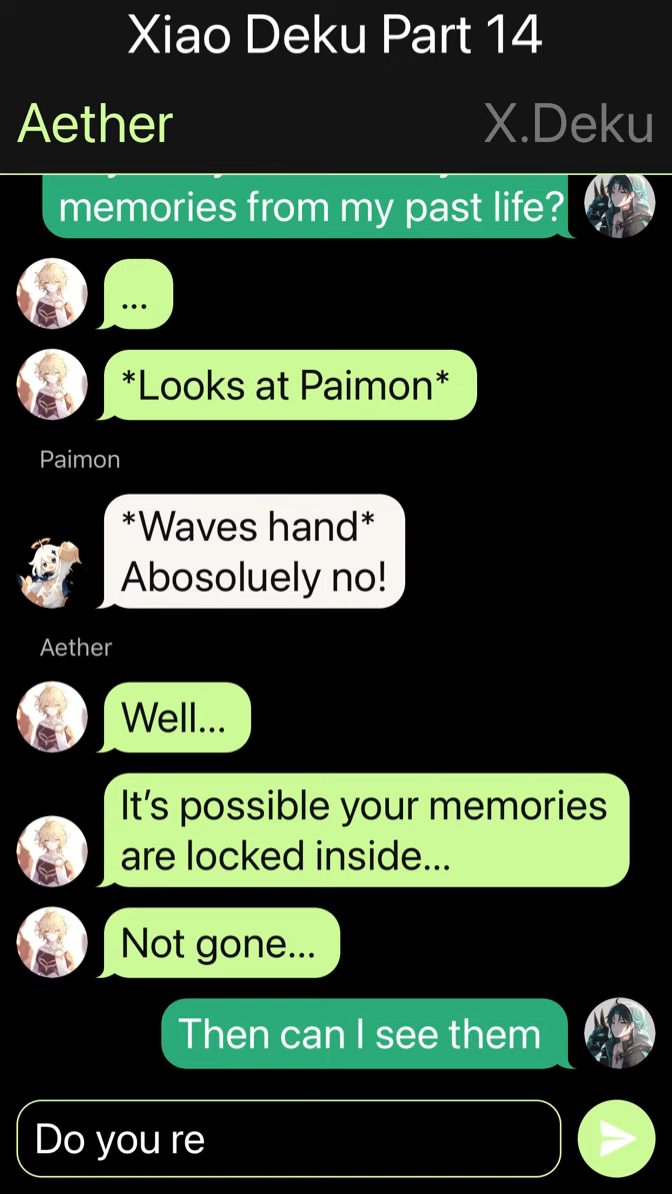 Xiao Deku Part 14
Aether
X.Deku
memories from my past life?
...
*Looks at Paimon*
Paimon
*Waves hand*
Abosoluely no!
Aether
Well...
It's possible your memories
are locked inside...
Not gone...
Then can I see them
Do you re